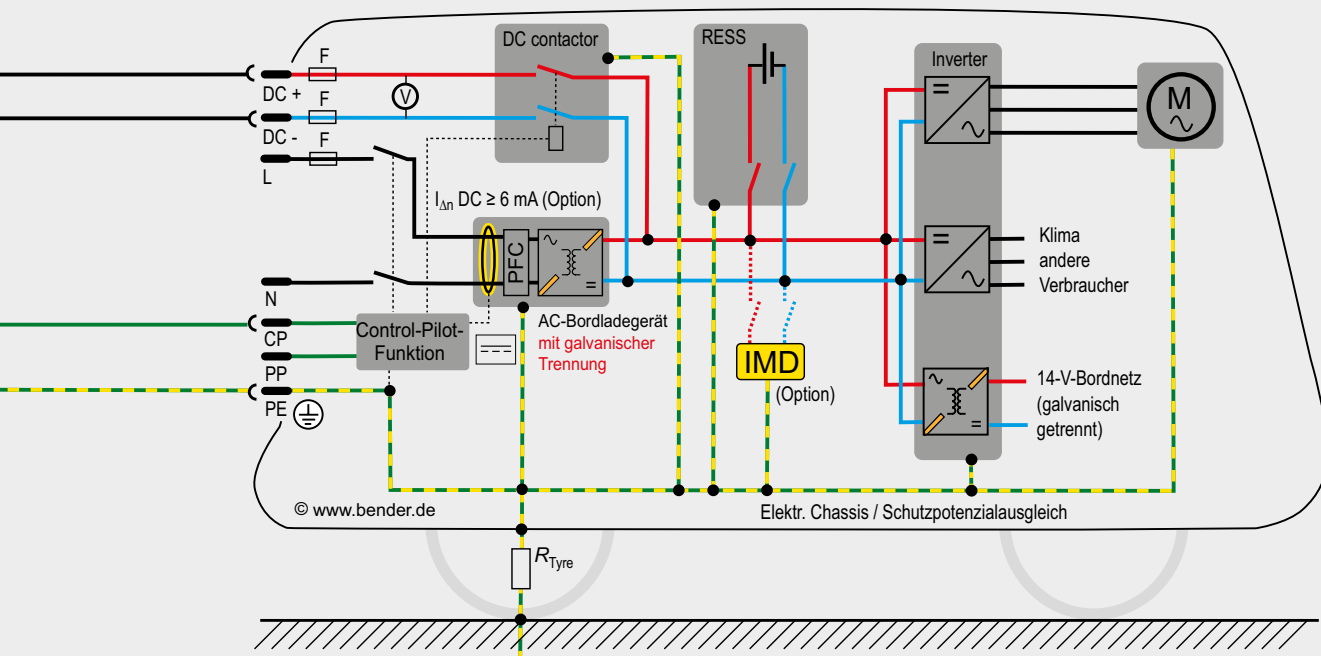 DC contactor
RESS
Inverter
F
DC +
V
F
DC -
F
L
M
I∆n DC ≥ 6 mA (Option)
PFC
Klima
andere
Verbraucher
N
CP
Control-Pilot-
Funktion
PP
PE
AC-Bordladegerät
mit galvanischer
Trennung
IMD
(Option)
14-V-Bordnetz
(galvanisch
getrennt)
© www.bender.de
Elektr. Chassis / Schutzpotenzialausgleich
RTyre